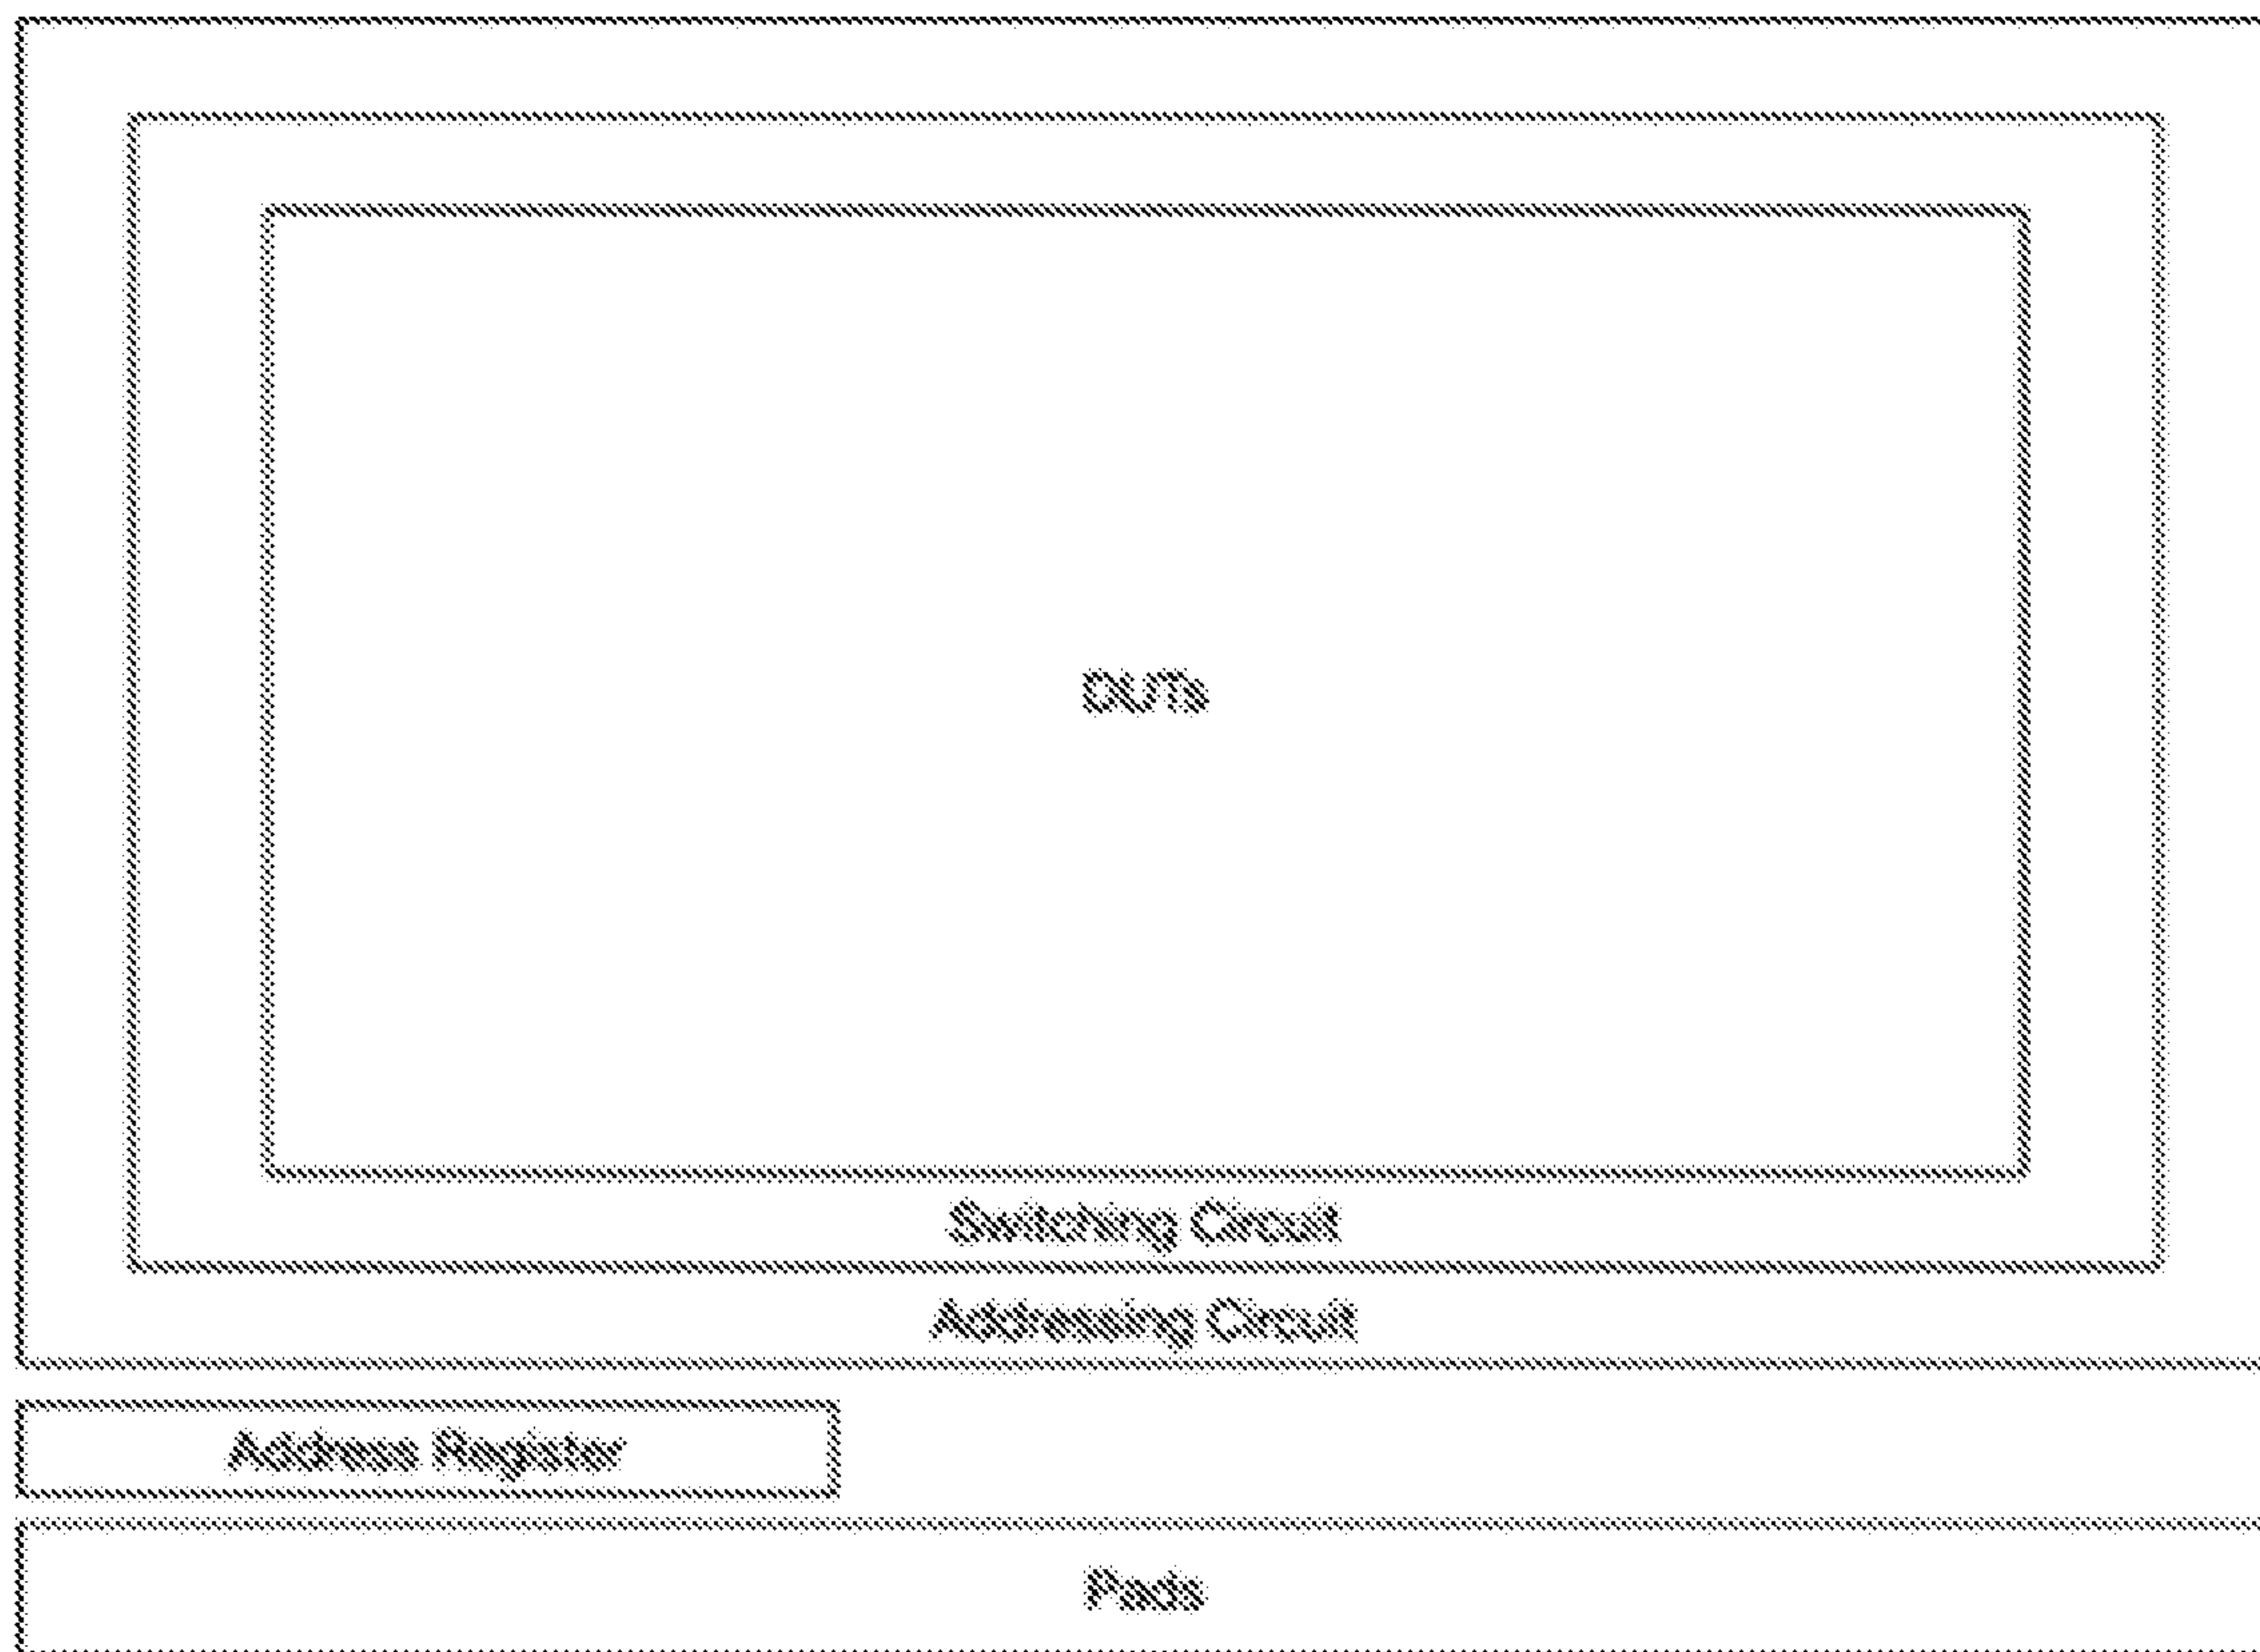 DUTs
Switching Circuit
Addressing Circuit
Address Register
Pads